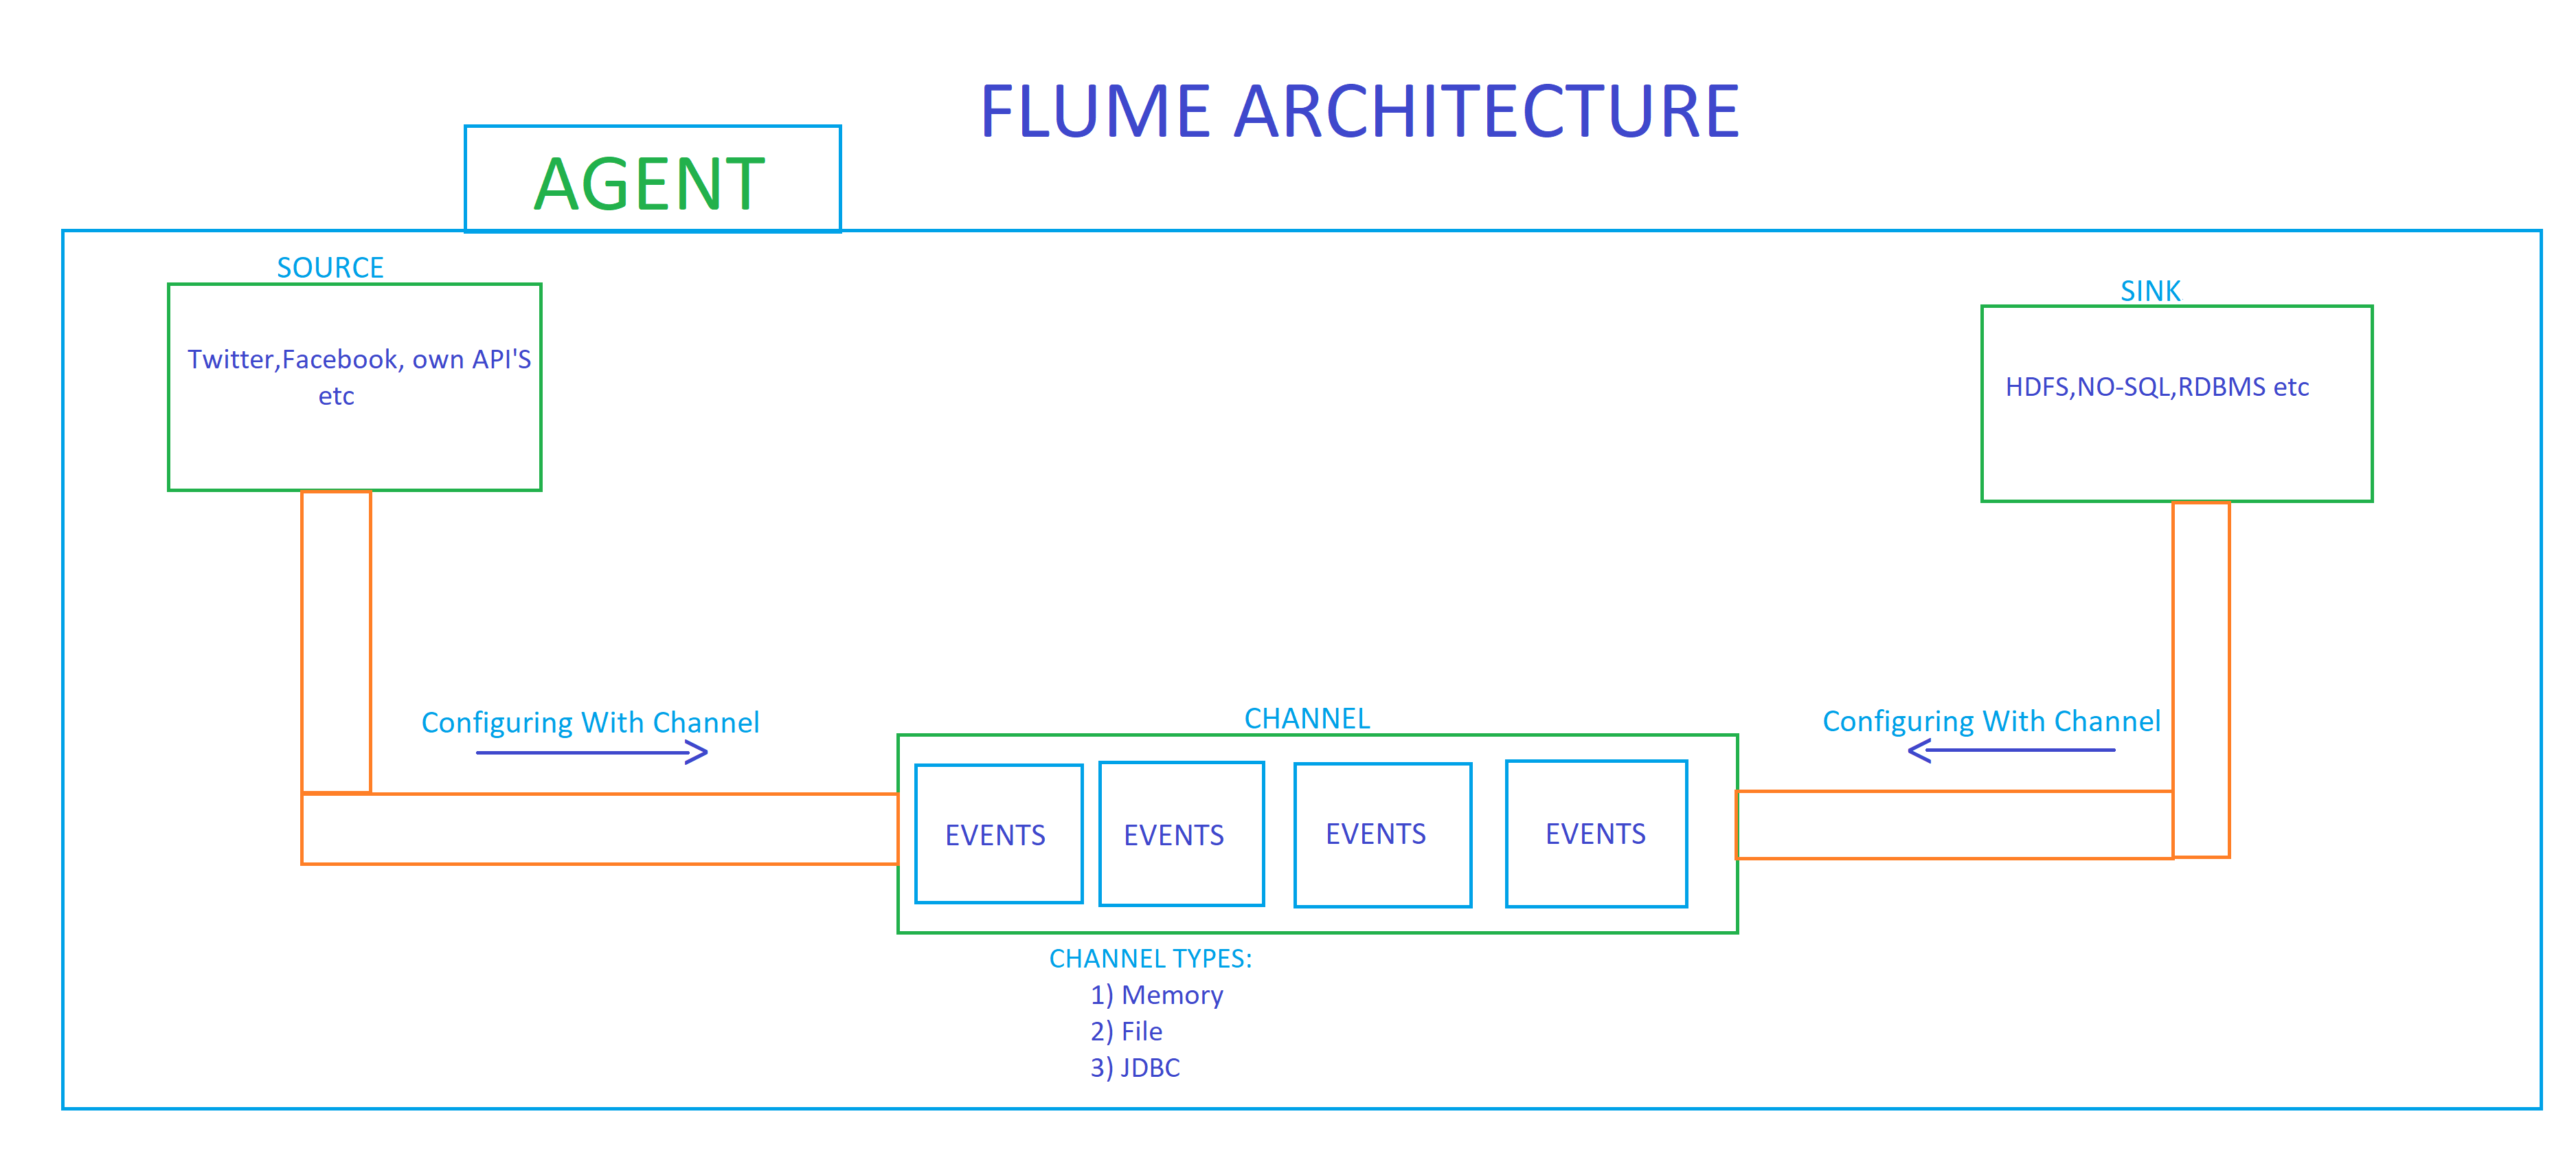 FLUME ARCHITECTURE
AGENT
SOURCE
Twitter,Facebook, own API'S
etc
SINK
HDFS,NO-SQL,RDBMS etc
Configuring With Channel
CHANNEL
Configuring With Channel
EVENTS
EVENTS
EVENTS
EVENTS
CHANNEL TYPES:
1) Memory
2) File
3) JDBC